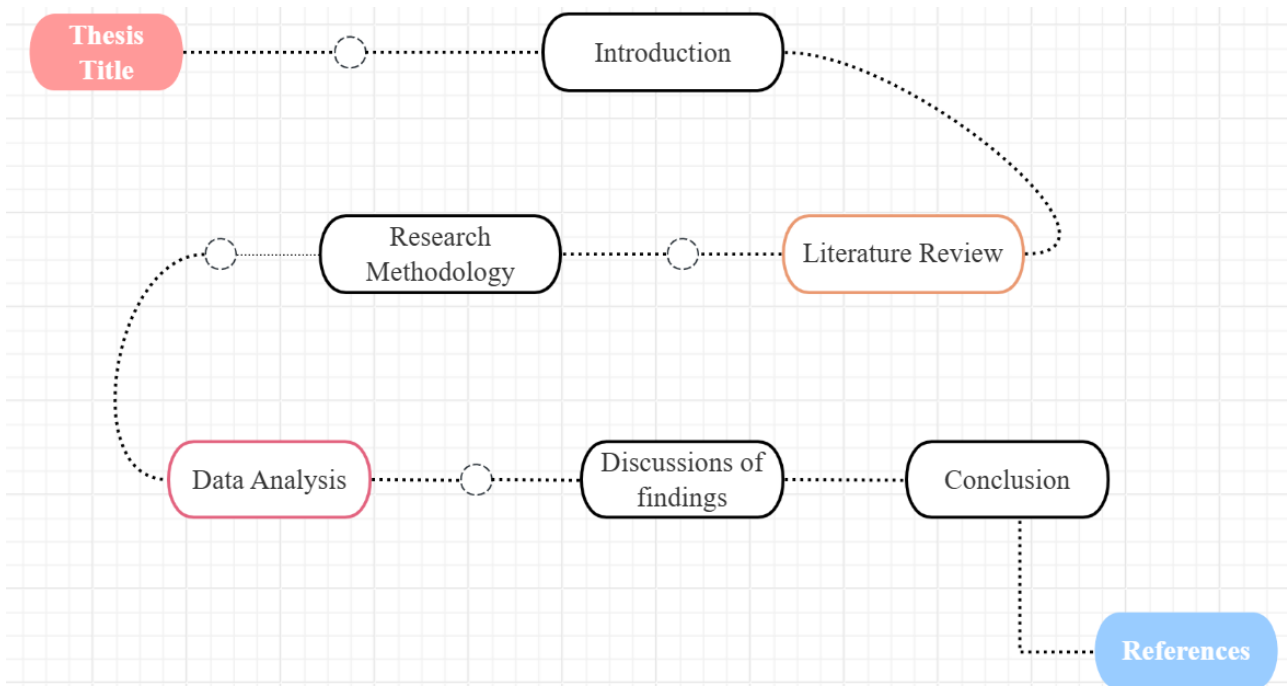 Thesis
Title
Introduction
Literature Review
Research
Methodology
Data Analysis
Discussions of
findings
Conclusion
References